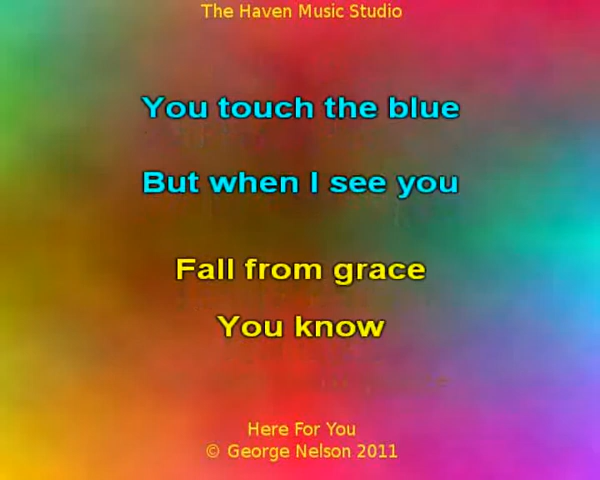 The Haven Music Studio
You touch the blue
But when I see you
Fall from grace
You know
Here For You
© George Nelson 2011